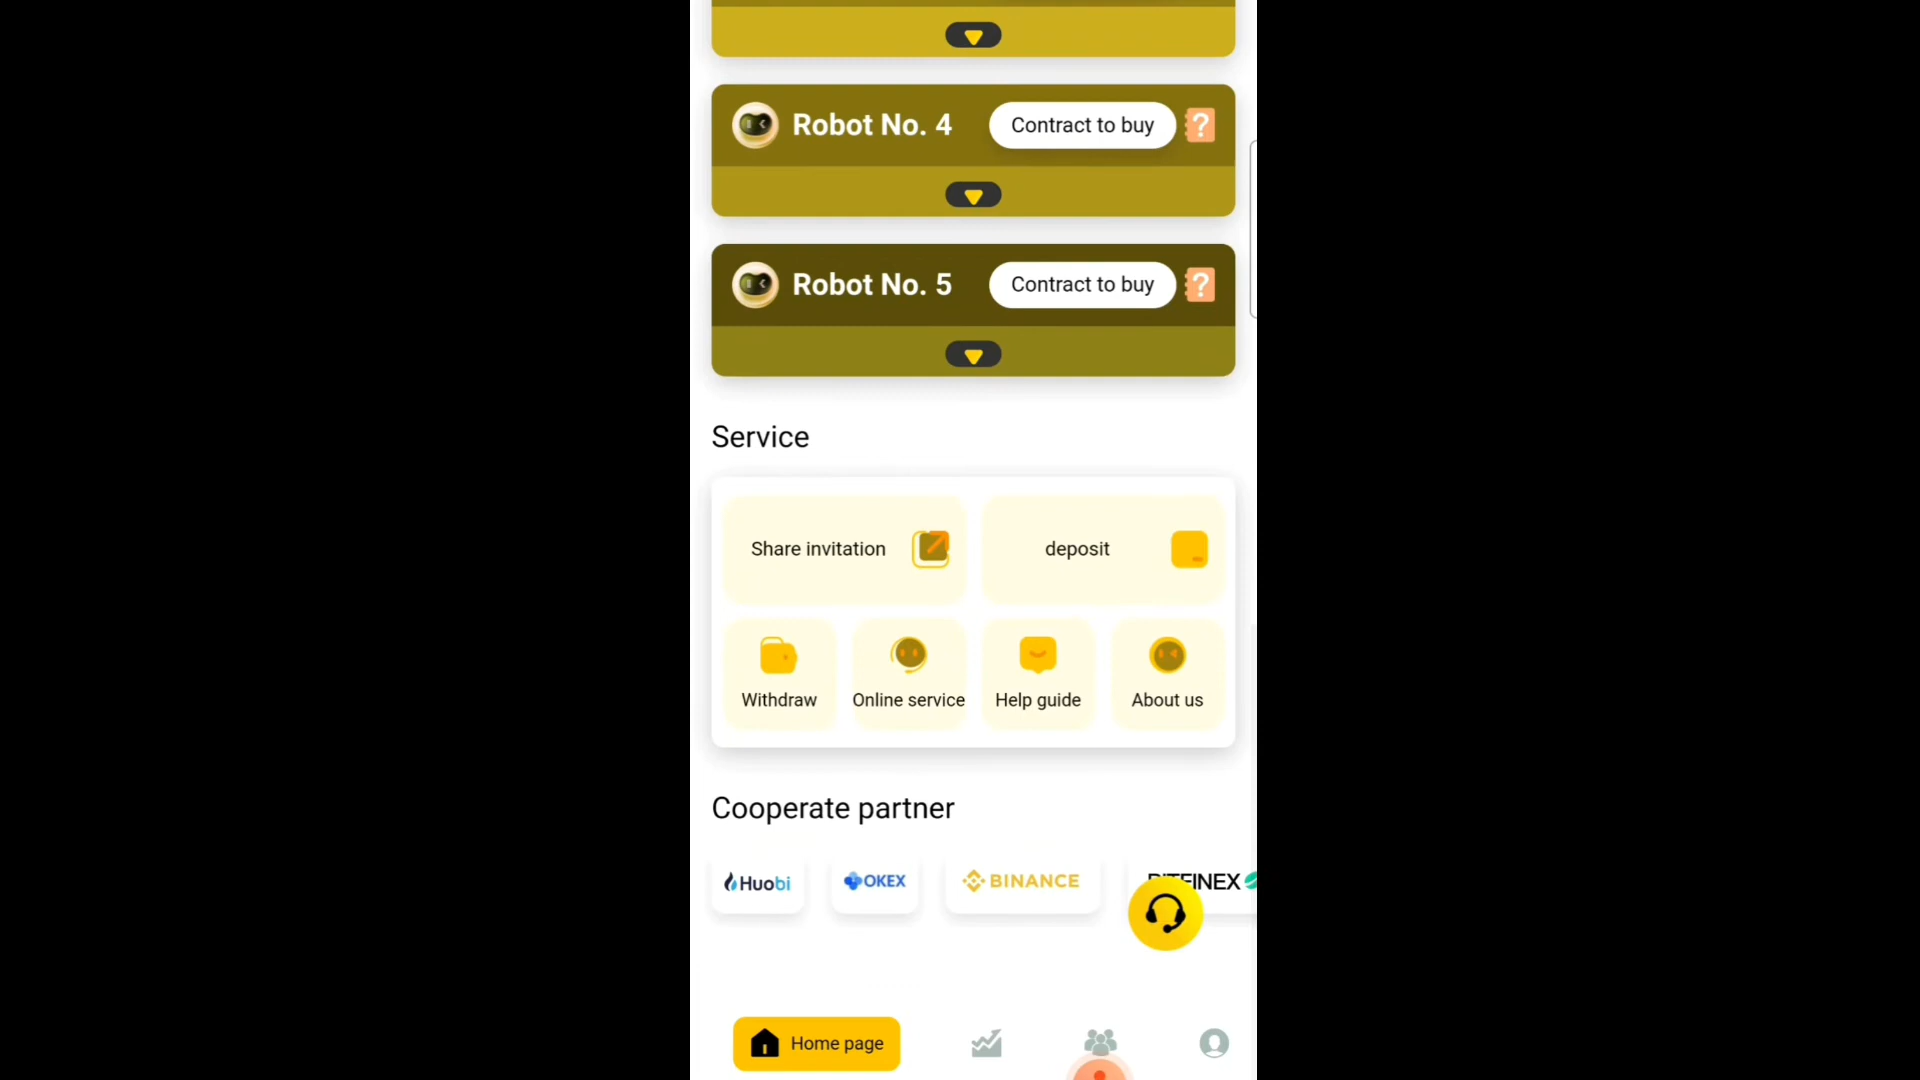 Robot No. 4
Contract to buy
?
Robot No. 5
Contract to buy
?
Service
Share invitation
deposit
Withdraw
Online service
Help guide
About us
Cooperate partner
Huobi
OKEX
BINANCE
BITFINEX
Home page